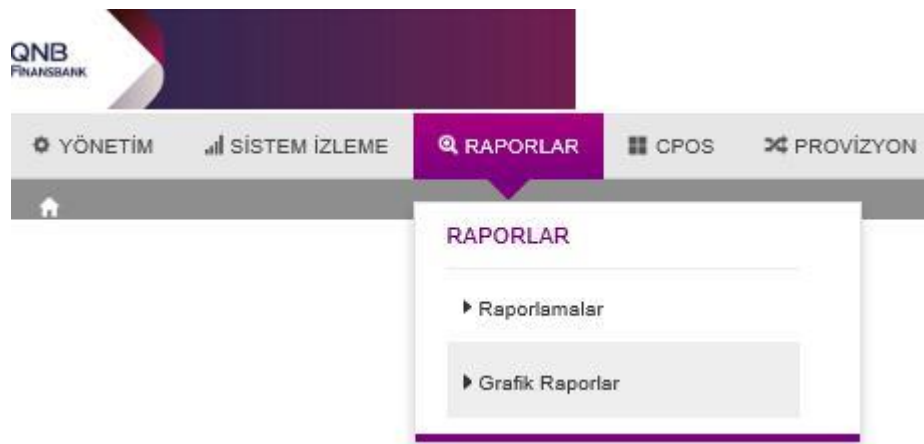 QNB
FINANSBANK
YÖNETİM SİSTEM İZLEME RAPORLAR CPOS PROVİZYON
RAPORLAR
Raporlamalar
Grafik Raporlar